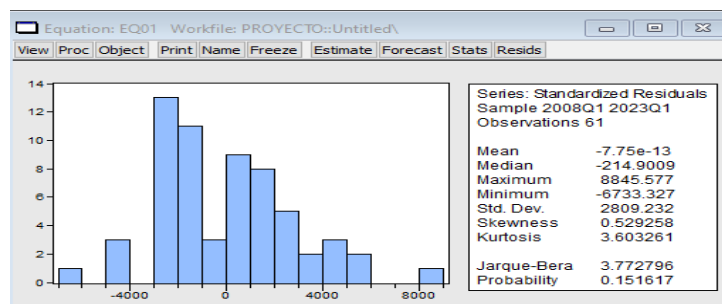 Equation: EQ01 Workfile: PROYECTO::Untitled\
View Proc Object Print Name Freeze Estimate Forecast Stats Resids
14
12
10
8
6
4
2
0
-4000 0 4000 8000
Series: Standardized Residuals
Sample 2008Q1 2023Q1
Observations 61
Mean -7.75e-13
Median -214.9009
Maximum 8845.577
Minimum -6733.327
Std. Dev. 2809.232
Skewness 0.529258
Kurtosis 3.603261
Jarque-Bera 3.772796
Probability 0.151617